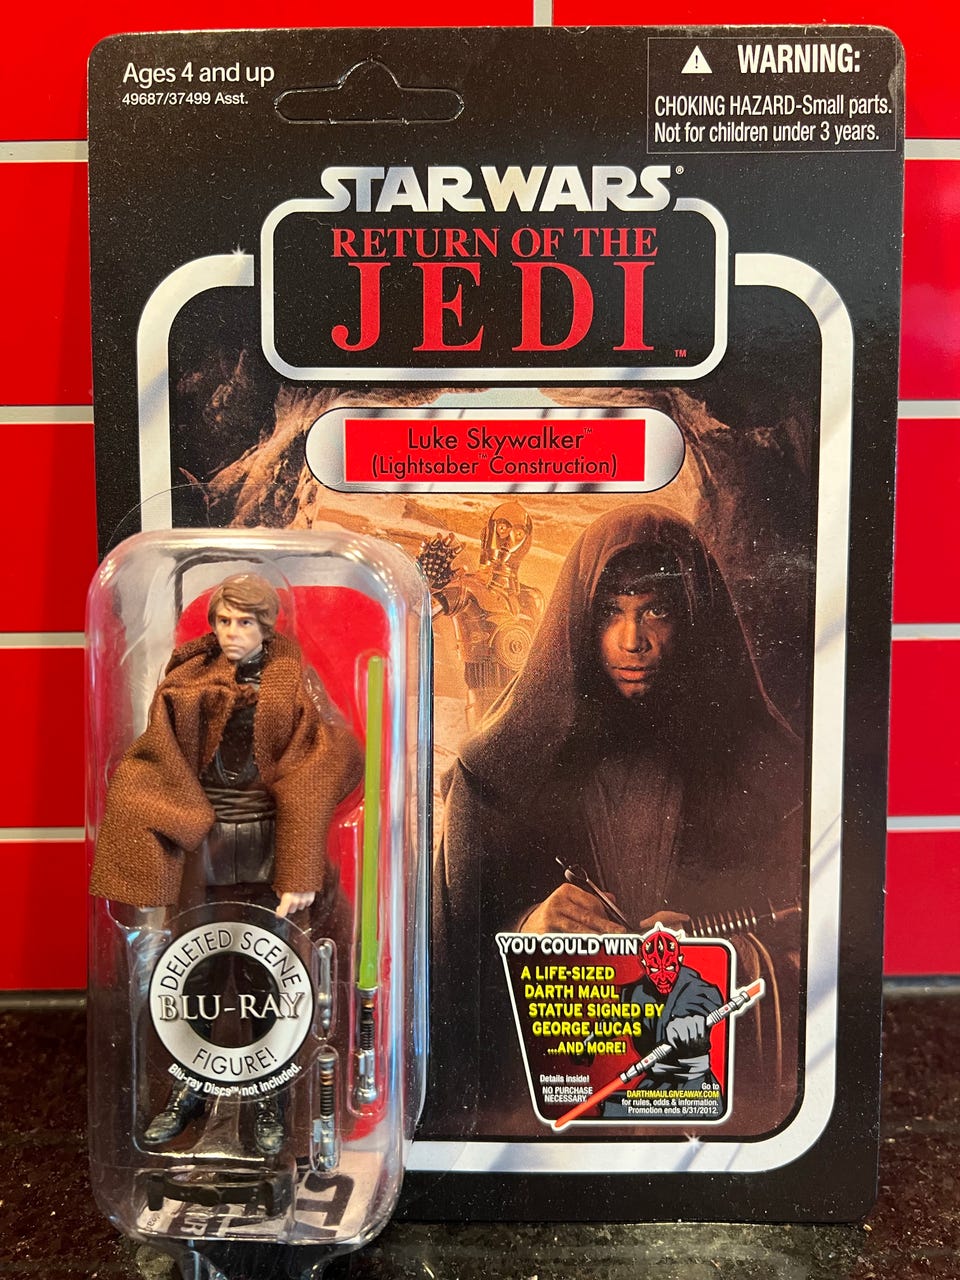 Ages 4 and up
49687/37499 Asst.
⚠ WARNING:
CHOKING HAZARD-Small parts.
Not for children under 3 years.
STAR WARS®
RETURN OF THE
JEDI™
Luke Skywalker™
(Lightsaber™ Construction)
DELETED SCENE
BLU-RAY
FIGURE!
Blu-ray Discs™ not included.
YOU COULD WIN
A LIFE-SIZED
DARTH MAUL
STATUE SIGNED BY
GEORGE LUCAS
...AND MORE!
Details inside!
NO PURCHASE
NECESSARY
Go to
DARTHMAULGIVEAWAY.COM
for rules, odds & information.
Promotion ends 8/31/2012.